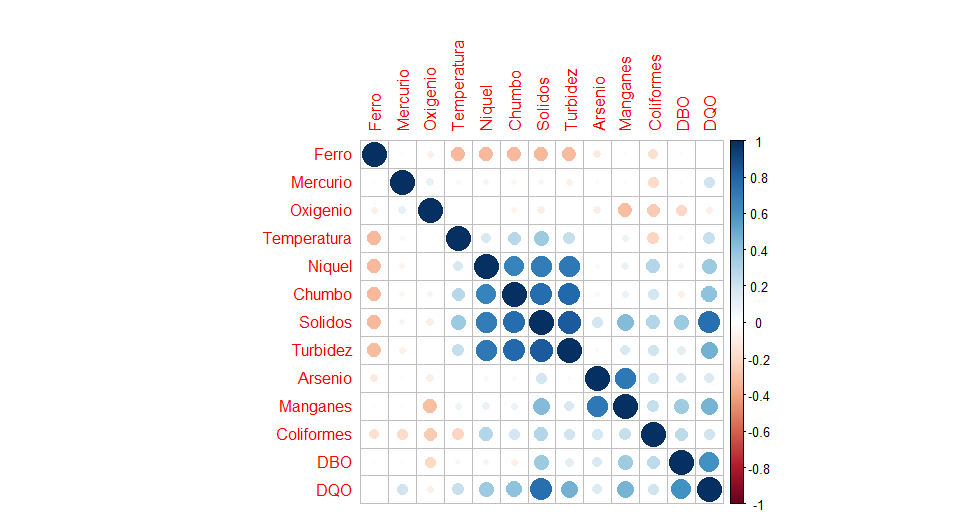 Ferro
Mercurio
Oxigenio
Temperatura
Niquel
Chumbo
Solidos
Turbidez
Arsenio
Manganes
Coliformes
DBO
DQO
Ferro
Mercurio
Oxigenio
Temperatura
Niquel
Chumbo
Solidos
Turbidez
Arsenio
Manganes
Coliformes
DBO
DQO
1
0.8
0.6
0.4
0.2
0
-0.2
-0.4
-0.6
-0.8
-1